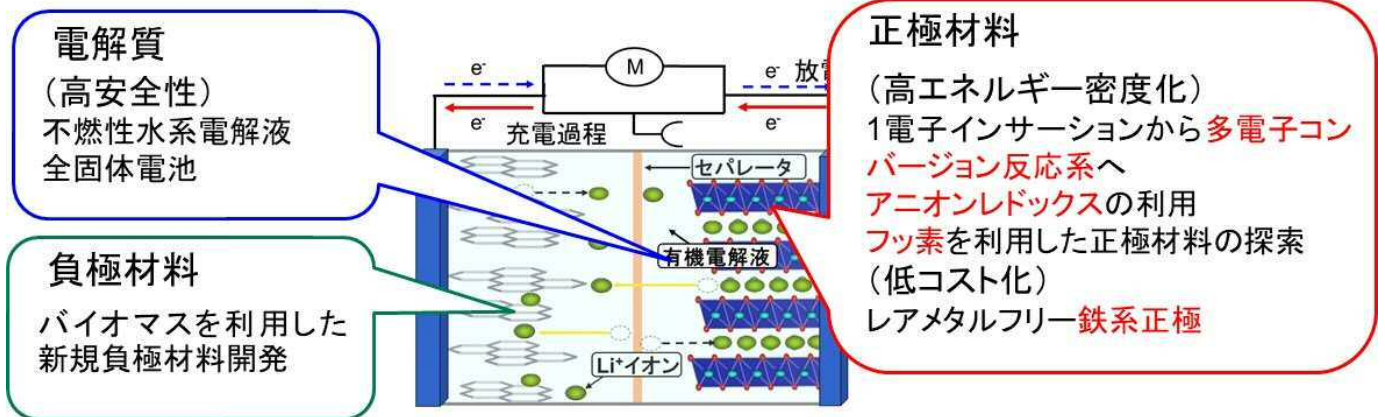 電解質
(高安全性)
不燃性水系電解液
全固体電池
負極材料
バイオマスを利用した
新規負極材料開発
e-
M
e- 放電
e-
充電過程
e-
セパレータ
有機電解液
Li+イオン
正極材料
(高エネルギー密度化)
1電子インサーションから多電子コン
バージョン反応系へ
アニオンレドックスの利用
フッ素を利用した正極材料の探索
(低コスト化)
レアメタルフリー鉄系正極